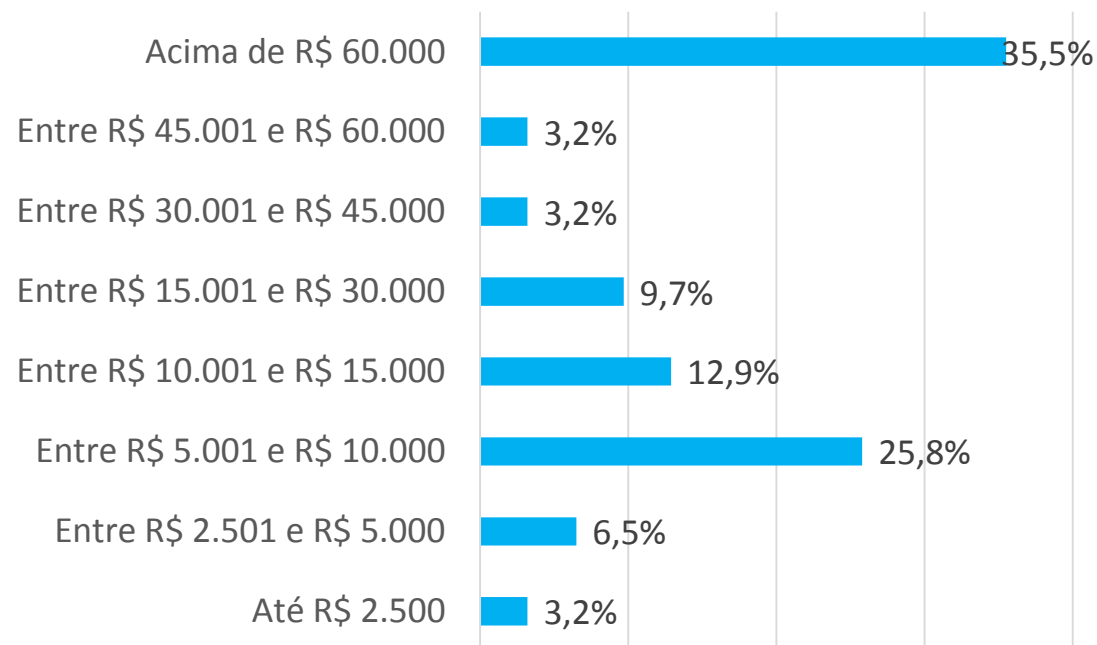 Acima de R$ 60.000 35,5%
Entre R$ 45.001 e R$ 60.000 3,2%
Entre R$ 30.001 e R$ 45.000 3,2%
Entre R$ 15.001 e R$ 30.000 9,7%
Entre R$ 10.001 e R$ 15.000 12,9%
Entre R$ 5.001 e R$ 10.000 25,8%
Entre R$ 2.501 e R$ 5.000 6,5%
Até R$ 2.500 3,2%